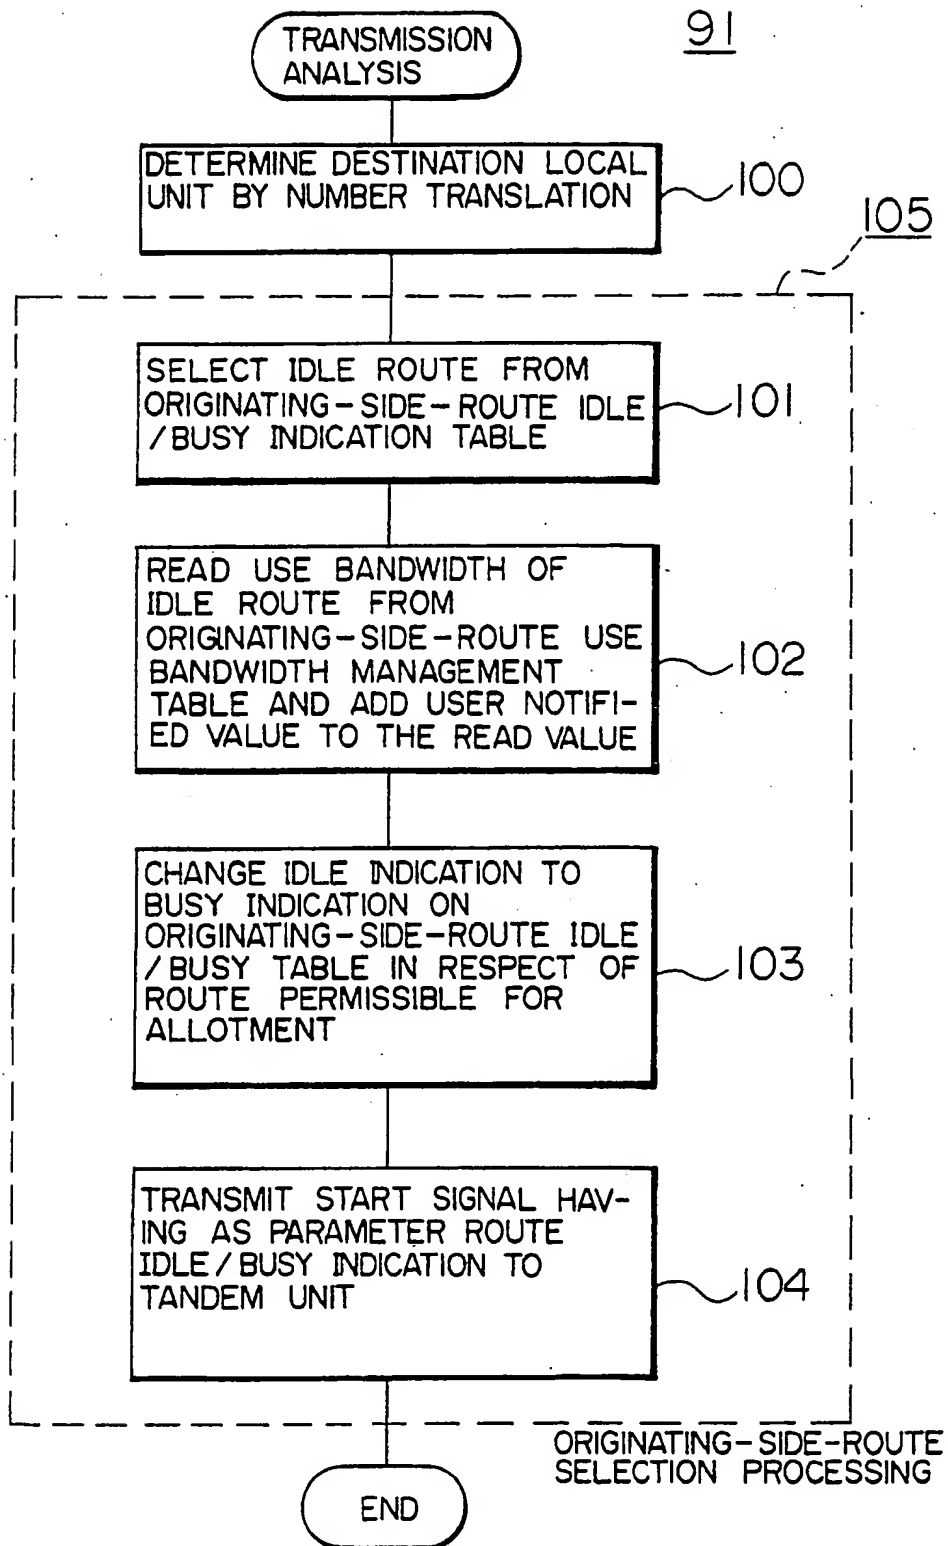 91
TRANSMISSION
ANALYSIS
DETERMINE DESTINATION LOCAL
UNIT BY NUMBER TRANSLATION
100
105
SELECT IDLE ROUTE FROM
ORIGINATING-SIDE-ROUTE IDLE
/BUSY INDICATION TABLE
101
READ USE BANDWIDTH OF
IDLE ROUTE FROM
ORIGINATING-SIDE-ROUTE USE
BANDWIDTH MANAGEMENT
TABLE AND ADD USER NOTIFI-
ED VALUE TO THE READ VALUE
102
CHANGE IDLE INDICATION TO
BUSY INDICATION ON
ORIGINATING-SIDE-ROUTE IDLE
/BUSY TABLE IN RESPECT OF
ROUTE PERMISSIBLE FOR
ALLOTMENT
103
TRANSMIT START SIGNAL HAV-
ING AS PARAMETER ROUTE
IDLE/BUSY INDICATION TO
TANDEM UNIT
104
ORIGINATING-SIDE-ROUTE
SELECTION PROCESSING
END